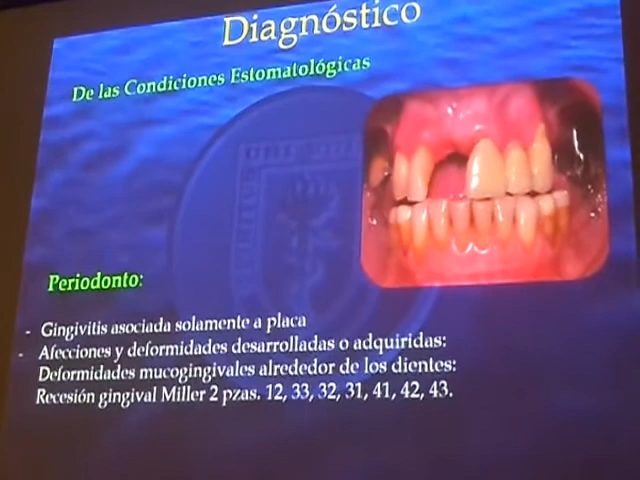 Diagnóstico
De las Condiciones Estomatológicas
Periodonto:
- Gingivitis asociada solamente a placa
- Afecciones y deformidades desarrolladas o adquiridas:
Deformidades mucogingivales alrededor de los dientes:
Recesión gingival Miller 2 pzas. 12, 33, 32, 31, 41, 42, 43.